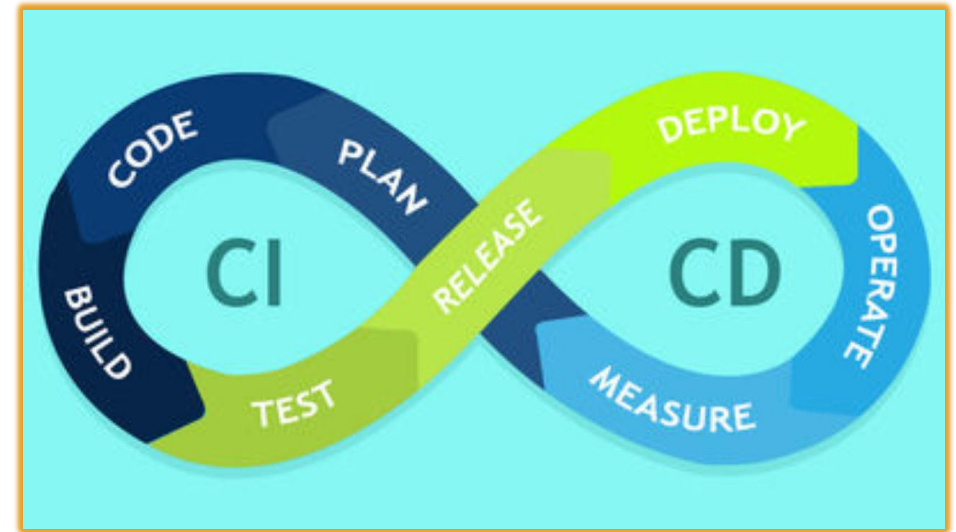 CODE
PLAN
BUILD
TEST
CI
RELEASE
DEPLOY
OPERATE
MEASURE
CD